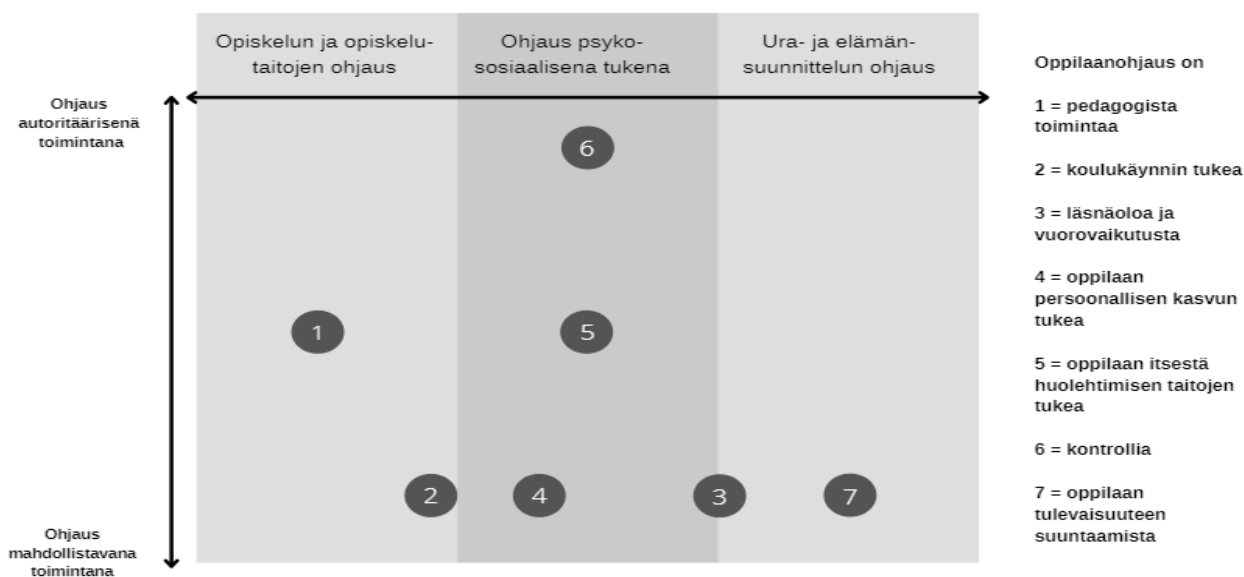 Opiskelun ja opiskelu-
taitojen ohjaus
Ohjaus psyko-
sosiaalisena tukena
Ura- ja elämän-
suunnittelun ohjaus
Ohjaus
autoritäärisenä
toimintana
Ohjaus
mahdollistavana
toimintana
6
1
5
2
4
3
7
Oppilaanohjaus on
1 = pedagogista
toimintaa
2 = koulukäynnin tukea
3 = läsnäoloa ja
vuorovaikutusta
4 = oppilaan
persoonallisen kasvun
tukea
5 = oppilaan itsestä
huolehtimisen taitojen
tukea
6 = kontrollia
7 = oppilaan
tulevaisuuteen
suuntaamista